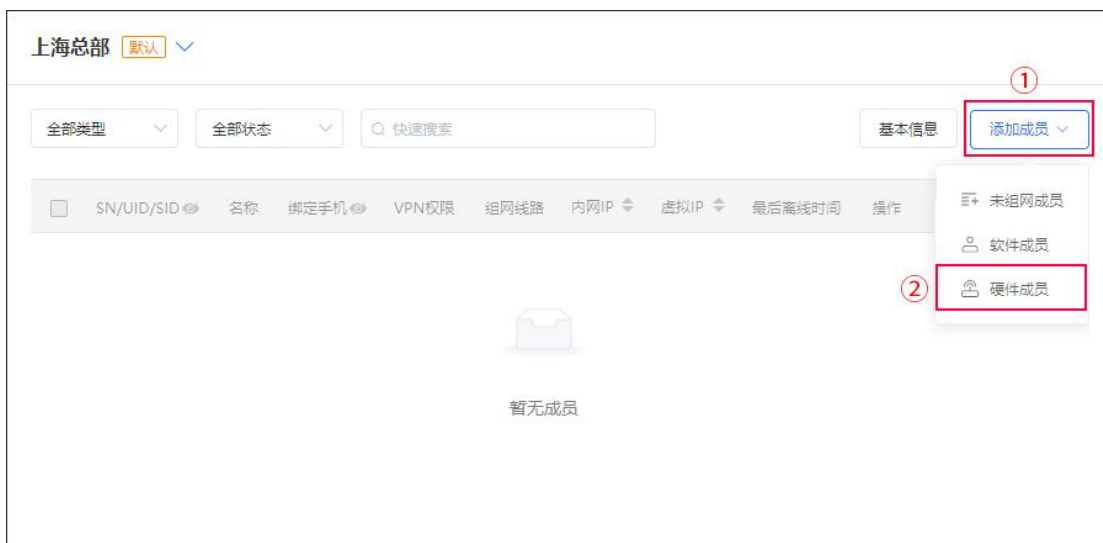 上海总部 默认
①
全部类型 全部状态 快速搜索 基本信息 添加成员
SN/UID/SID 名称 绑定手机 VPN权限 组网线路 内网IP 虚拟IP 最后离线时间 操作
未组网成员
软件成员
② 硬件成员
暂无成员